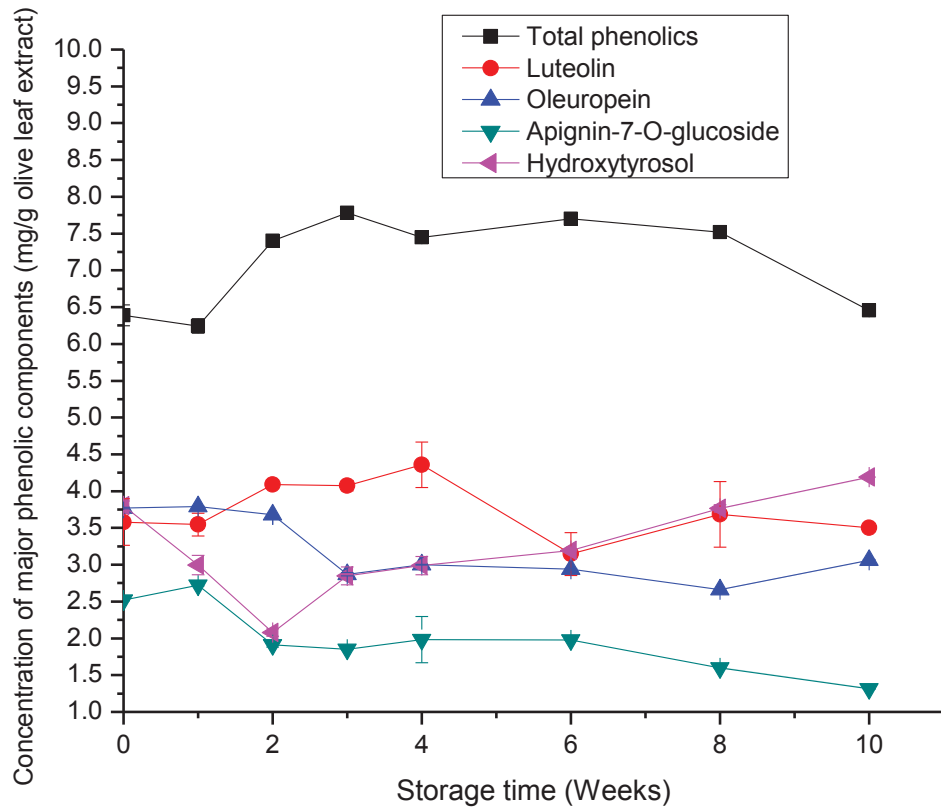 Total phenolics
Luteolin
Oleuropein
Apignin-7-O-glucoside
Hydroxytyrosol
Concentration of major phenolic components (mg/g olive leaf extract)
10.0
9.5
9.0
8.5
8.0
7.5
7.0
6.5
6.0
5.5
5.0
4.5
4.0
3.5
3.0
2.5
2.0
1.5
1.0
0 2 4 6 8 10
Storage time (Weeks)